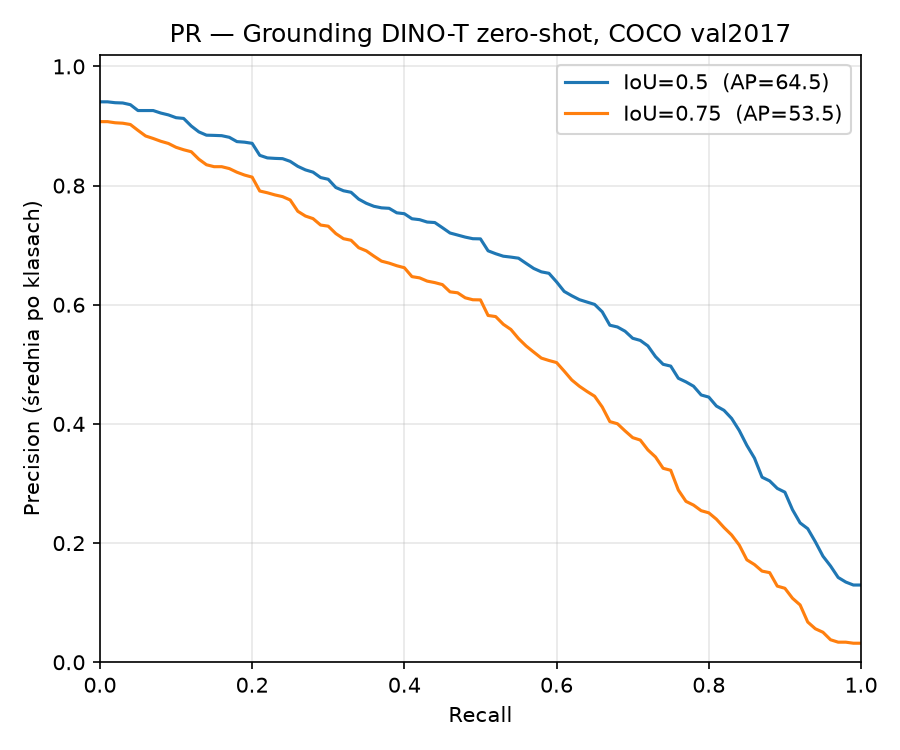 PR — Grounding DINO-T zero-shot, COCO val2017
IoU=0.5 (AP=64.5)
IoU=0.75 (AP=53.5)
Precision (średnia po klasach)
1.0
0.8
0.6
0.4
0.2
0.0
0.0 0.2 0.4 0.6 0.8 1.0
Recall